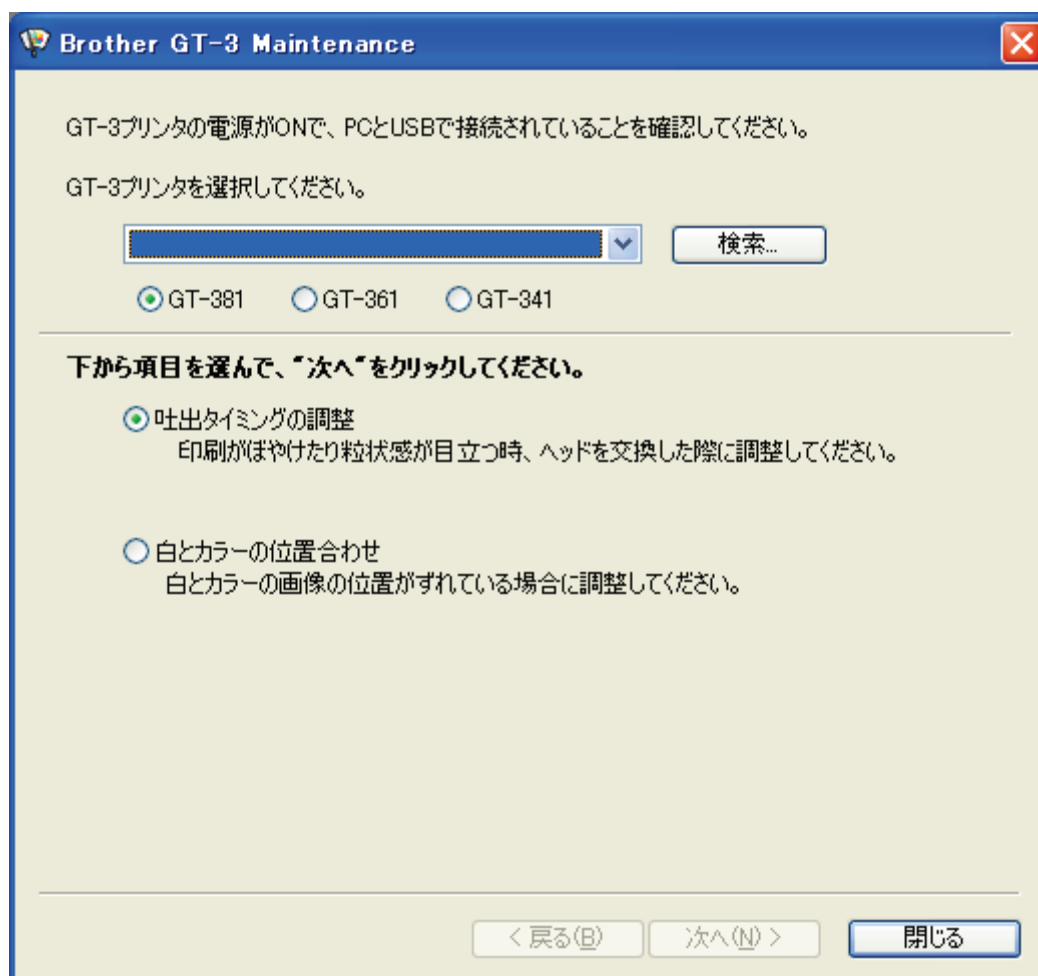 Brother GT-3 Maintenance
GT-3プリンタの電源がONで、PCとUSBで接続されていることを確認してください。
GT-3プリンタを選択してください。
検索...
GT-381 GT-361 GT-341
下から項目を選んで、"次へ"をクリックしてください。
吐出タイミングの調整
印刷がぼやけたり粒状感が目立つ時、ヘッドを交換した際に調整してください。
白とカラーの位置合わせ
白とカラーの画像の位置がずれている場合に調整してください。
< 戻る(B) 次へ(N) > 閉じる